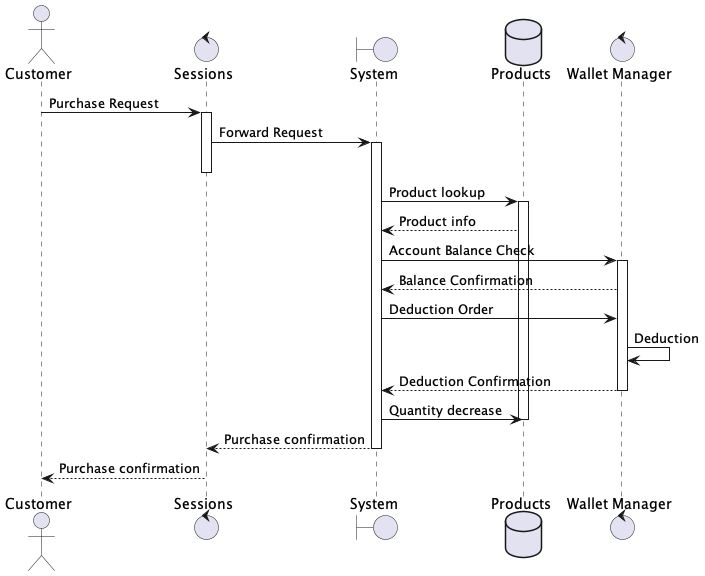 Customer Sessions System Products Wallet Manager
Purchase Request
Forward Request
Product lookup
Product info
Account Balance Check
Balance Confirmation
Deduction Order
Deduction
Deduction Confirmation
Quantity decrease
Purchase confirmation
Purchase confirmation
Customer Sessions System Products Wallet Manager